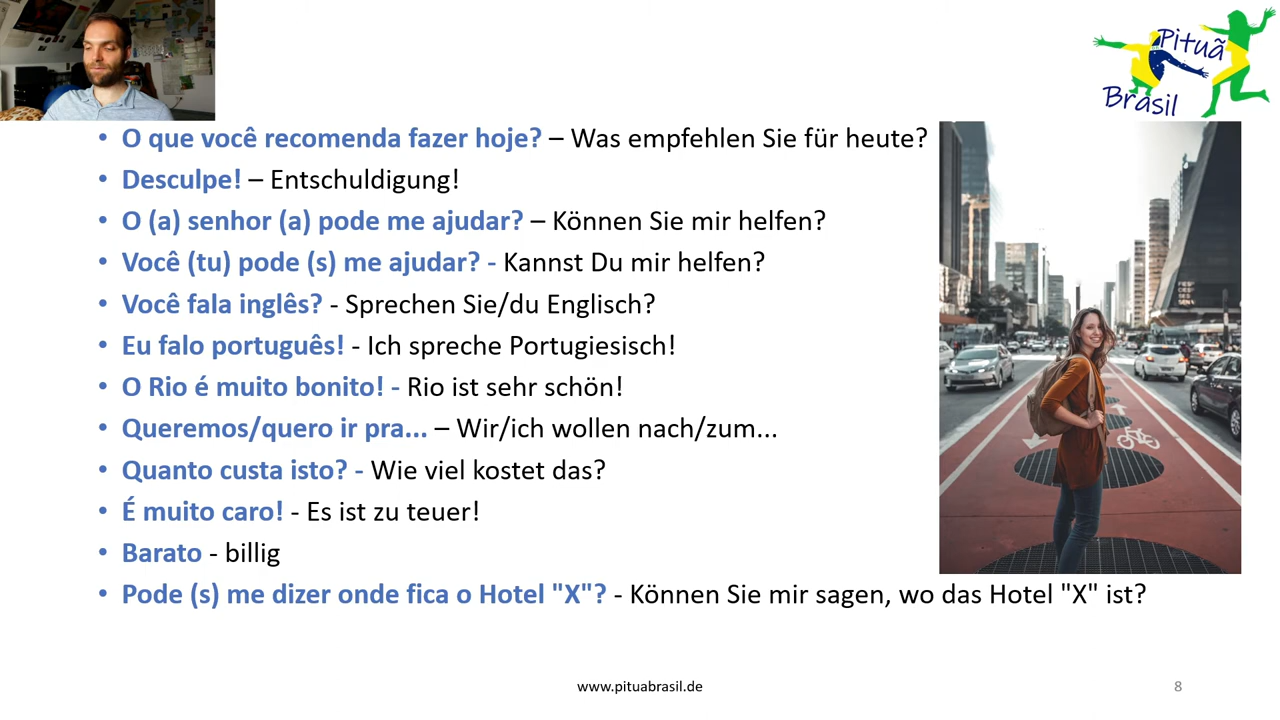 Pituã
Brasil
• O que você recomenda fazer hoje? – Was empfehlen Sie für heute?
• Desculpe! – Entschuldigung!
• O (a) senhor (a) pode me ajudar? – Können Sie mir helfen?
• Você (tu) pode (s) me ajudar? - Kannst Du mir helfen?
• Você fala inglês? - Sprechen Sie/du Englisch?
• Eu falo português! - Ich spreche Portugiesisch!
• O Rio é muito bonito! - Rio ist sehr schön!
• Queremos/quero ir pra... – Wir/ich wollen nach/zum...
• Quanto custa isto? - Wie viel kostet das?
• É muito caro! - Es ist zu teuer!
• Barato - billig
• Pode (s) me dizer onde fica o Hotel "X"? - Können Sie mir sagen, wo das Hotel "X" ist?
www.pituabrasil.de
8